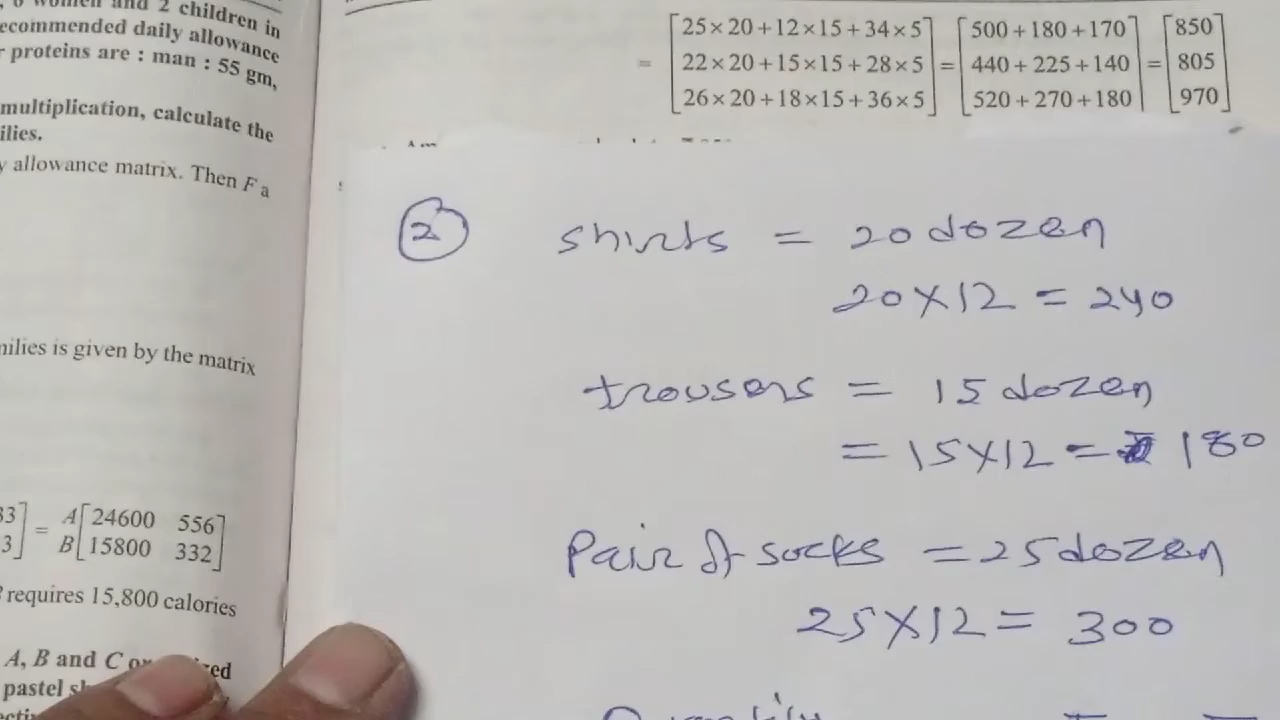 women and 2 children in
recommended daily allowance
proteins are : man : 55 gm,
multiplication, calculate the
allowance matrix. Then F a
is given by the matrix
= A[24600 556]
B[15800 332]
requires 15,800 calories
A, B and C
pastel
= [25×20+12×15+34×5] [500+180+170] [850]
[22×20+15×15+28×5] = [440+225+140] = [805]
[26×20+18×15+36×5] [520+270+180] [970]
② shirts = 20 dozen
20×12 = 240
trousers = 15 dozen
= 15×12 = 180
Pair of socks = 25 dozen
25×12 = 300